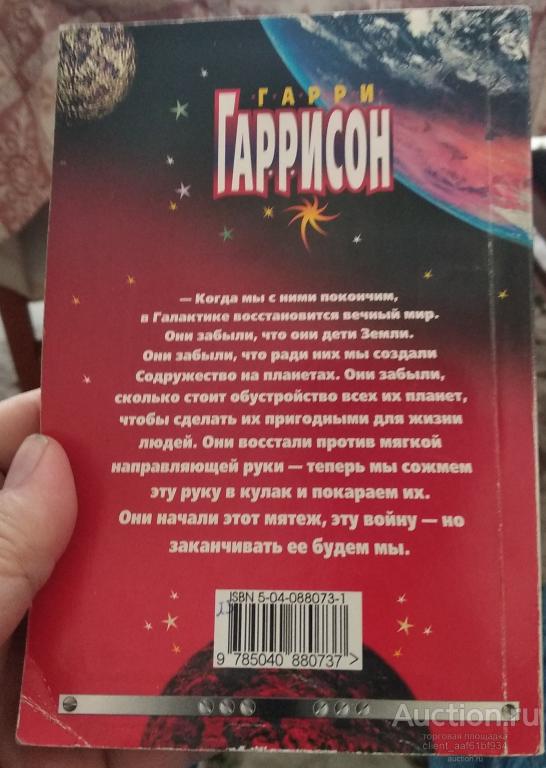 ГАРРИ
ГАРРИСОН
— Когда мы с ними покончим,
в Галактике восстановится вечный мир.
Они забыли, что они дети Земли.
Они забыли, что ради них мы создали
Содружество на планетах. Они забыли,
сколько стоит обустройство всех их планет,
чтобы сделать их пригодными для жизни
людей. Они восстали против мягкой
направляющей руки — теперь мы сожмем
эту руку в кулак и покараем их.
Они начали этот мятеж, эту войну — но
заканчивать ее будем мы.
ISBN 5-04-088073-1
9 785040 880737 >
Auction.ru
торговая площадка
client_aaf61bf934
auction.ru